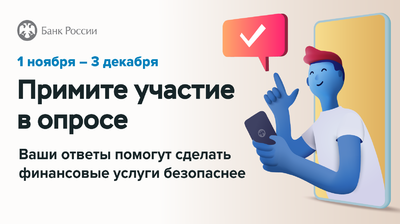 Банк России
1 ноября – 3 декабря
Примите участие
в опросе
Ваши ответы помогут сделать
финансовые услуги безопаснее